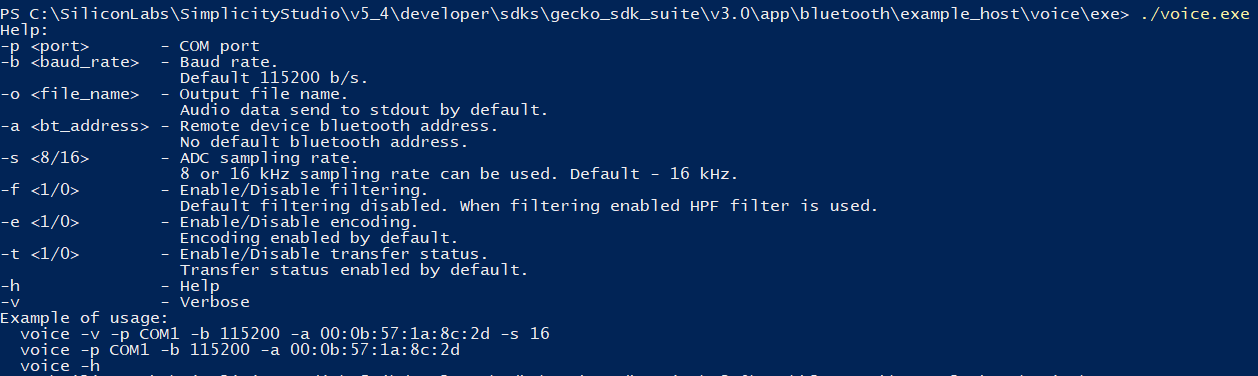 PS C:\SiliconLabs\SimplicityStudio\v5_4\developer\sdks\gecko_sdk_suite\v3.0\app\bluetooth\example_host\voice\exe> ./voice.exe
Help:
-p <port>       - COM port
-b <baud_rate>  - Baud rate.
                  Default 115200 b/s.
-o <file_name>  - Output file name.
                  Audio data send to stdout by default.
-a <bt_address> - Remote device bluetooth address.
                  No default bluetooth address.
-s <8/16>       - ADC sampling rate.
                  8 or 16 kHz sampling rate can be used. Default - 16 kHz.
-f <1/0>        - Enable/Disable filtering.
                  Default filtering disabled. When filtering enabled HPF filter is used.
-e <1/0>        - Enable/Disable encoding.
                  Encoding enabled by default.
-t <1/0>        - Enable/Disable transfer status.
                  Transfer status enabled by default.
-h              - Help
-v              - Verbose
Example of usage:
  voice -v -p COM1 -b 115200 -a 00:0b:57:1a:8c:2d -s 16
  voice -p COM1 -b 115200 -a 00:0b:57:1a:8c:2d
  voice -h